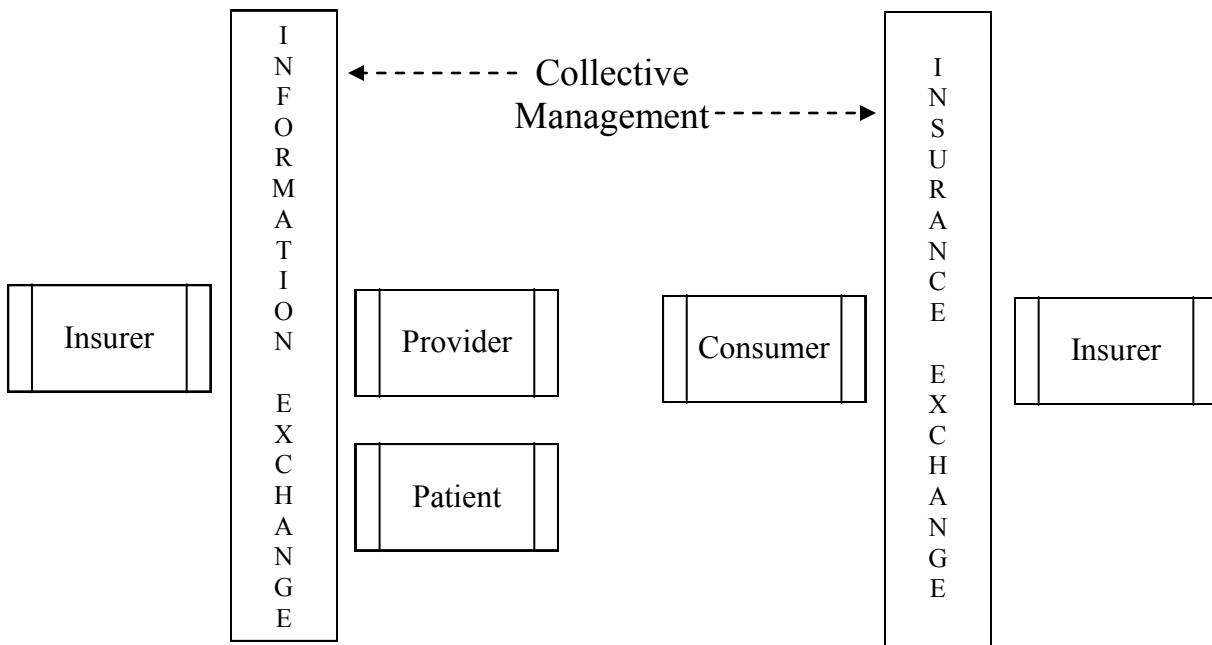 INFORMATION EXCHANGE
Collective
Management
INSURANCE EXCHANGE
Insurer
Provider
Consumer
Insurer
Patient